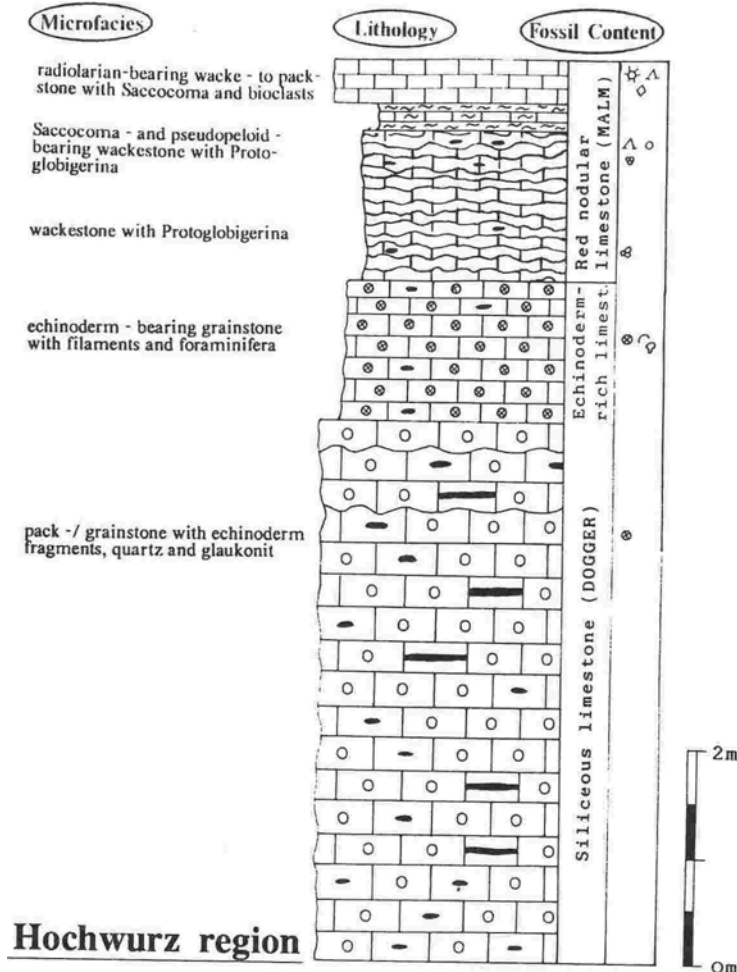 Microfacies
Lithology
Fossil Content
radiolarian-bearing wacke - to pack-
stone with Saccocoma and bioclasts
Saccocoma - and pseudopeloid -
bearing wackestone with Proto-
globigerina
wackestone with Protoglobigerina
echinoderm - bearing grainstone
with filaments and foraminifera
pack -/ grainstone with echinoderm
fragments, quartz and glaukonit
Red nodular
limestone (MALM)
Echinoderm-
rich limest.
Siliceous limestone (DOGGER)
2m
0m
Hochwurz region